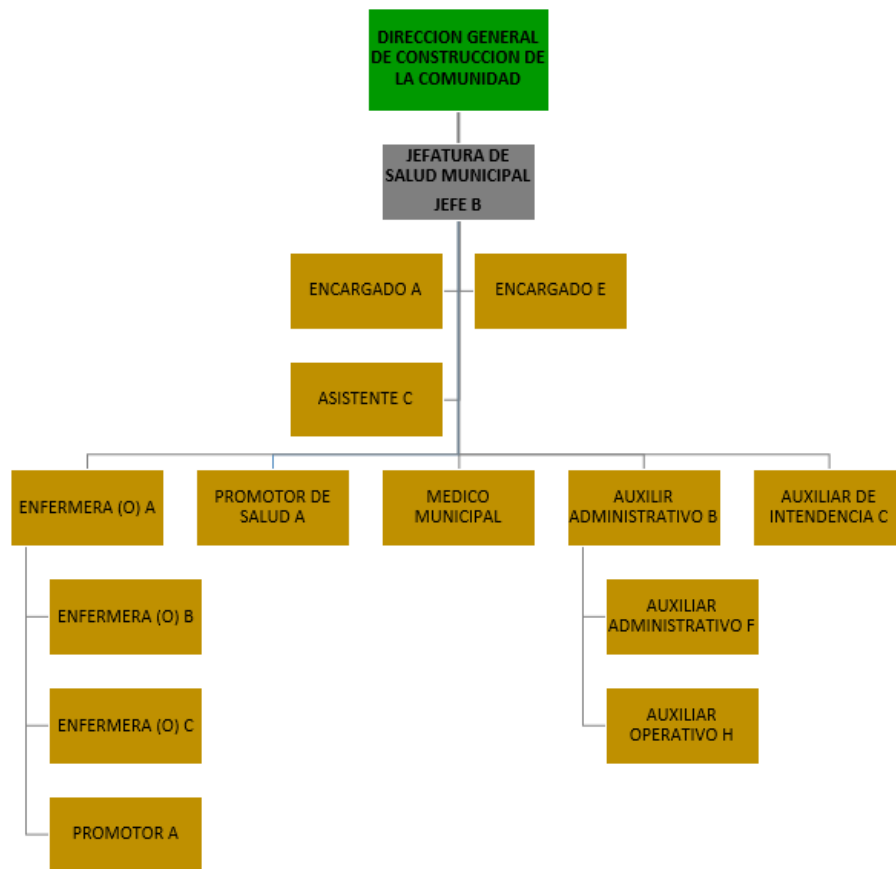 DIRECCION GENERAL
DE CONSTRUCCION DE
LA COMUNIDAD
JEFATURA DE
SALUD MUNICIPAL
JEFE B
ENCARGADO A
ENCARGADO E
ASISTENTE C
ENFERMERA (O) A
PROMOTOR DE
SALUD A
MEDICO
MUNICIPAL
AUXILIR
ADMINISTRATIVO B
AUXILIAR DE
INTENDENCIA C
ENFERMERA (O) B
ENFERMERA (O) C
PROMOTOR A
AUXILIAR
ADMINISTRATIVO F
AUXILIAR
OPERATIVO H